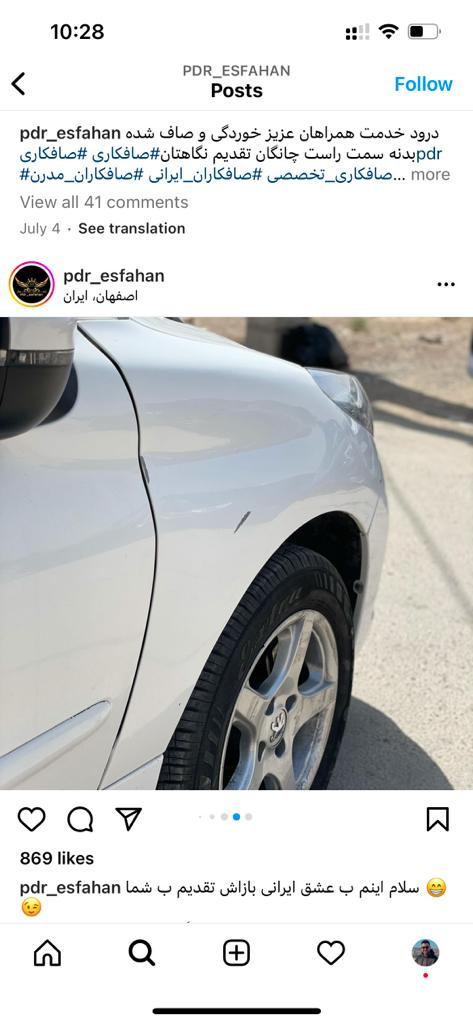 10:28
PDR_ESFAHAN
Posts
Follow
pdr_esfahan درود خدمت همراهان عزیز خوردگی و صاف شده
بدنه سمت راست چانگان تقدیم نگاهتان#صافکاری #صافکاریpdr
#صافکاری_تخصصی #صافکاران_ایرانی #صافکاران_مدرن... more
View all 41 comments
July 4 · See translation
pdr_esfahan
اصفهان، ایران
869 likes
pdr_esfahan سلام اینم ب عشق ایرانی بازاش تقدیم ب شما 😁
😉